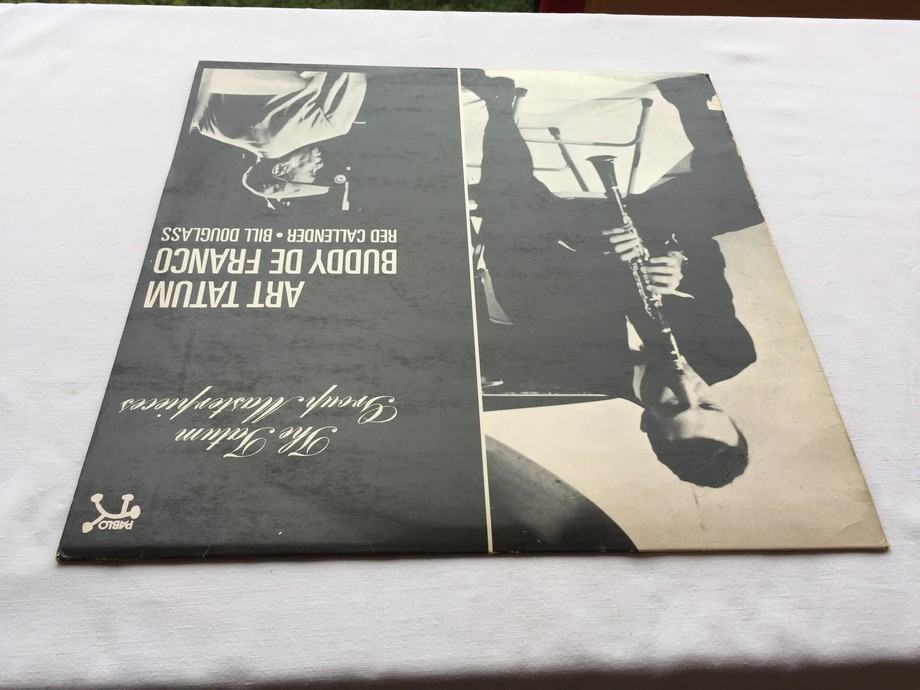 PABLO
The Tatum
Group Masterpieces
ART TATUM
BUDDY DE FRANCO
RED CALLENDER • BILL DOUGLASS